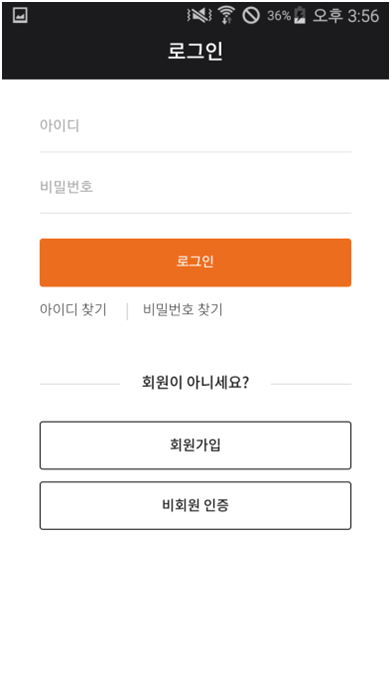 36% 오후 3:56
로그인
아이디
비밀번호
로그인
아이디 찾기 | 비밀번호 찾기
회원이 아니세요?
회원가입
비회원 인증